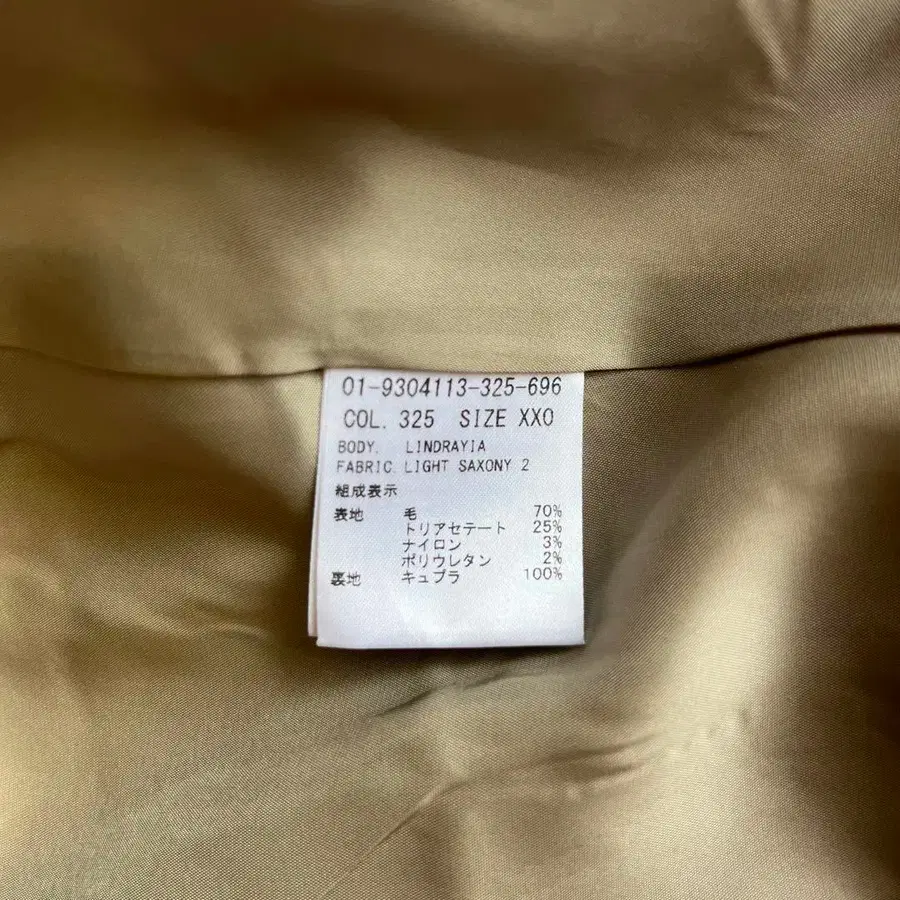 01-9304113-325-696
COL. 325 SIZE XXO
BODY. LINDRAYIA
FABRIC. LIGHT SAXONY 2
組成表示
表地 毛 70%
トリアセテート 25%
ナイロン 3%
ポリウレタン 2%
裏地 キュプラ 100%